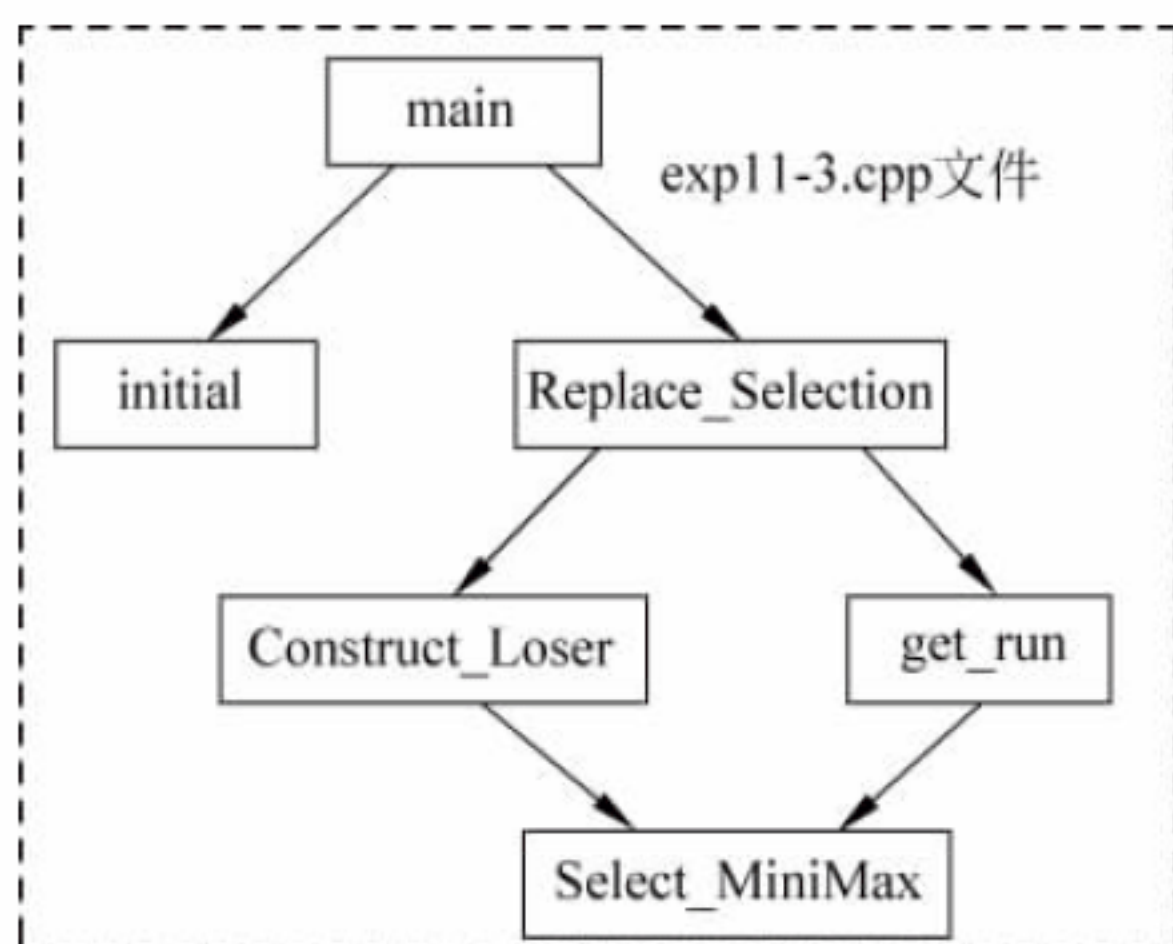 main
exp11-3.cpp文件
initial
Replace_Selection
Construct_Loser
get_run
Select_MiniMax